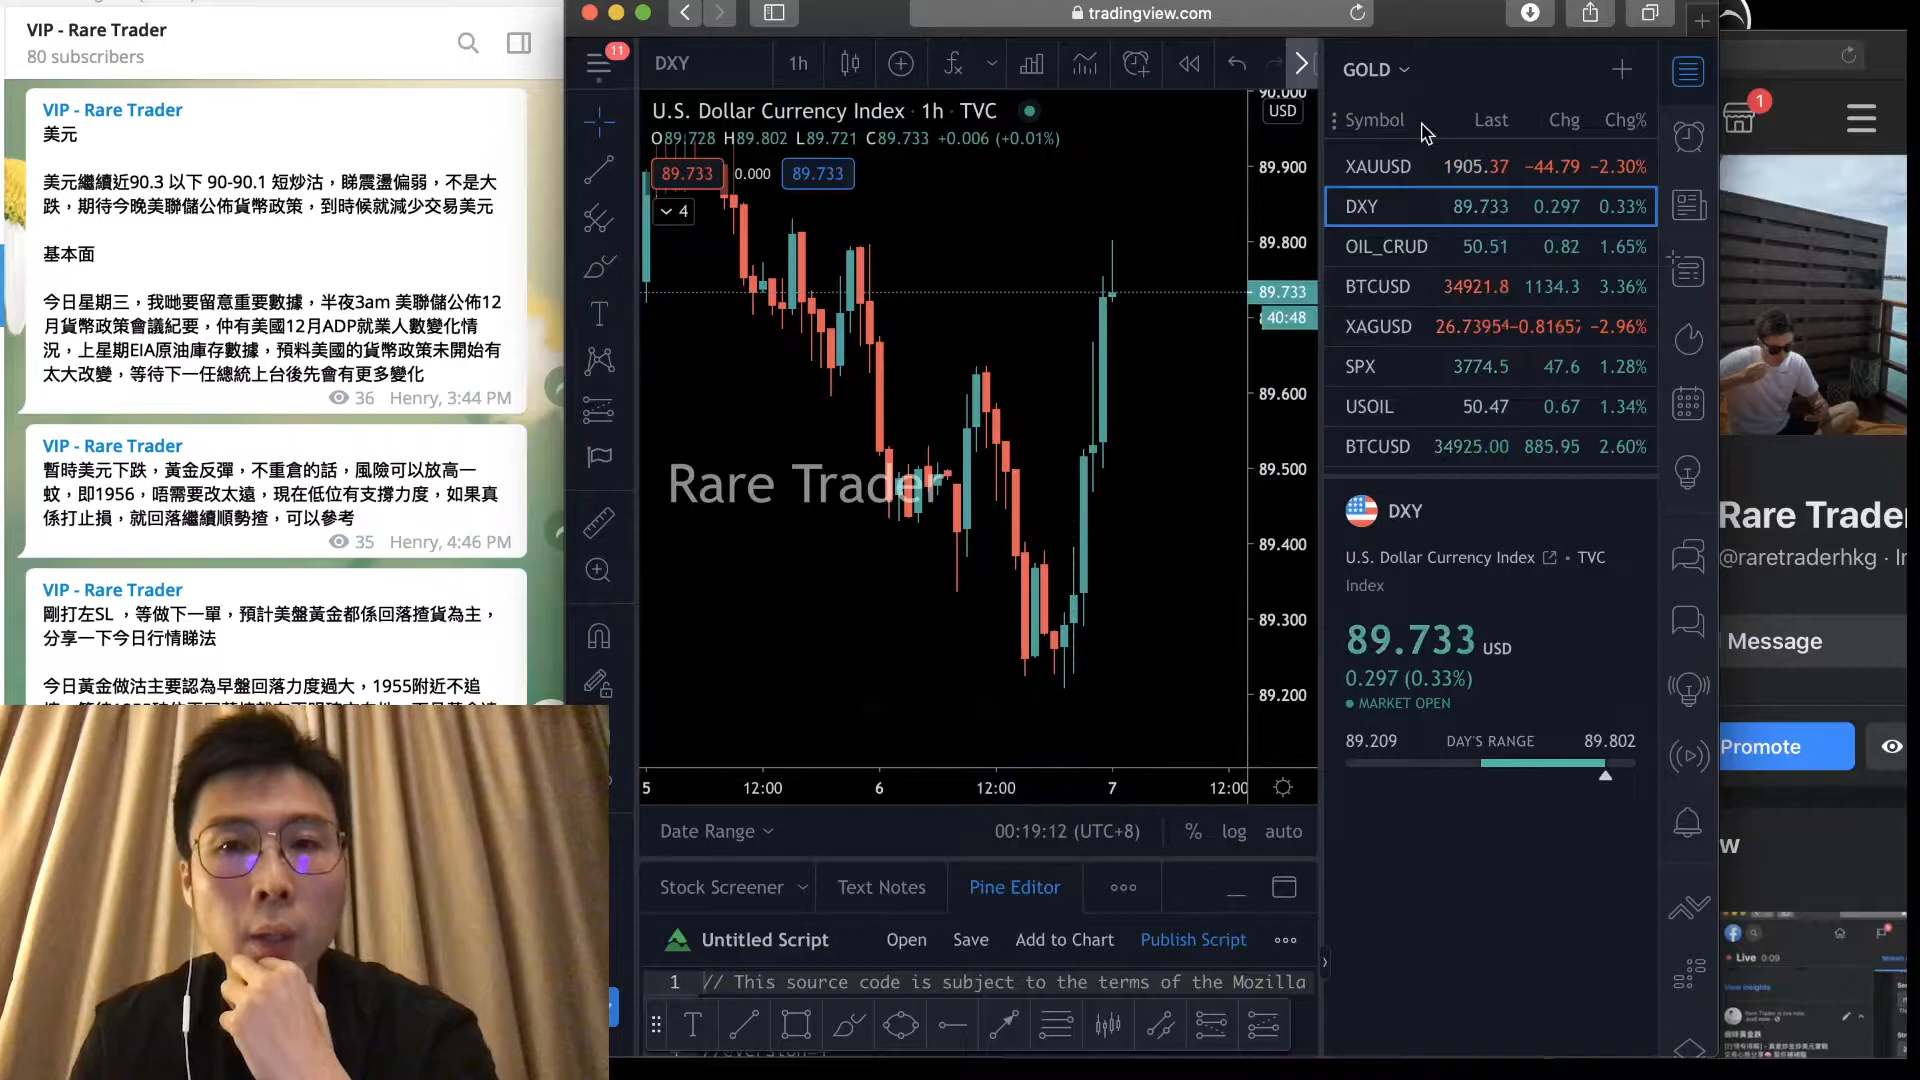 VIP - Rare Trader
80 subscribers
VIP - Rare Trader
美元
美元繼續近90.3 以下 90-90.1 短炒沽，睇震盪偏弱，不是大
跌，期待今晚美聯儲公佈貨幣政策，到時候就減少交易美元
基本面
今日星期三，我哋要留意重要數據，半夜3am 美聯儲公佈12
月貨幣政策會議紀要，仲有美國12月ADP就業人數變化情
況，上星期EIA原油庫存數據，預料美國的貨幣政策未開始有
太大改變，等待下一任總統上台後先會有更多變化
36 Henry, 3:44 PM
VIP - Rare Trader
暫時美元下跌，黃金反彈，不重倉的話，風險可以放高一
蚊，即1956，唔需要改太遠，現在低位有支撐力度，如果真
係打止損，就回落繼續順勢揸，可以參考
35 Henry, 4:46 PM
VIP - Rare Trader
剛打左SL ，等做下一單，預計美盤黃金都係回落揸貨為主，
分享一下今日行情睇法
今日黃金做沽主要認為早盤回落力度過大，1955附近不追
tradingview.com
11
DXY
1h
U.S. Dollar Currency Index · 1h · TVC
O89.728 H89.802 L89.721 C89.733 +0.006 (+0.01%)
89.733
0.000
89.733
4
Rare Trader
90.000
USD
89.900
89.800
89.733
40:48
89.600
89.500
89.400
89.300
89.200
5
12:00
6
12:00
7
12:00
Date Range
00:19:12 (UTC+8)
%
log
auto
Stock Screener
Text Notes
Pine Editor
Untitled Script
Open
Save
Add to Chart
Publish Script
1
// This source code is subject to the terms of the Mozilla
GOLD
Symbol Last Chg Chg%
XAUUSD 1905.37 −44.79 −2.30%
DXY 89.733 0.297 0.33%
OIL_CRUD 50.51 0.82 1.65%
BTCUSD 34921.8 1134.3 3.36%
XAGUSD 26.7395⁴ −0.8165⁷ −2.96%
SPX 3774.5 47.6 1.28%
USOIL 50.47 0.67 1.34%
BTCUSD 34925.00 885.95 2.60%
DXY
U.S. Dollar Currency Index • TVC
Index
89.733 USD
0.297 (0.33%)
MARKET OPEN
89.209 DAY'S RANGE 89.802
1
Rare Trade
@raretraderhkg ·
Message
Promote
w
Live 0:09
View insights